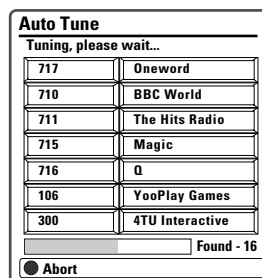 Auto Tune
Tuning, please wait...
717 Oneword
710 BBC World
711 The Hits Radio
715 Magic
716 Q
106 YooPlay Games
300 4TU Interactive
Found - 16
Abort